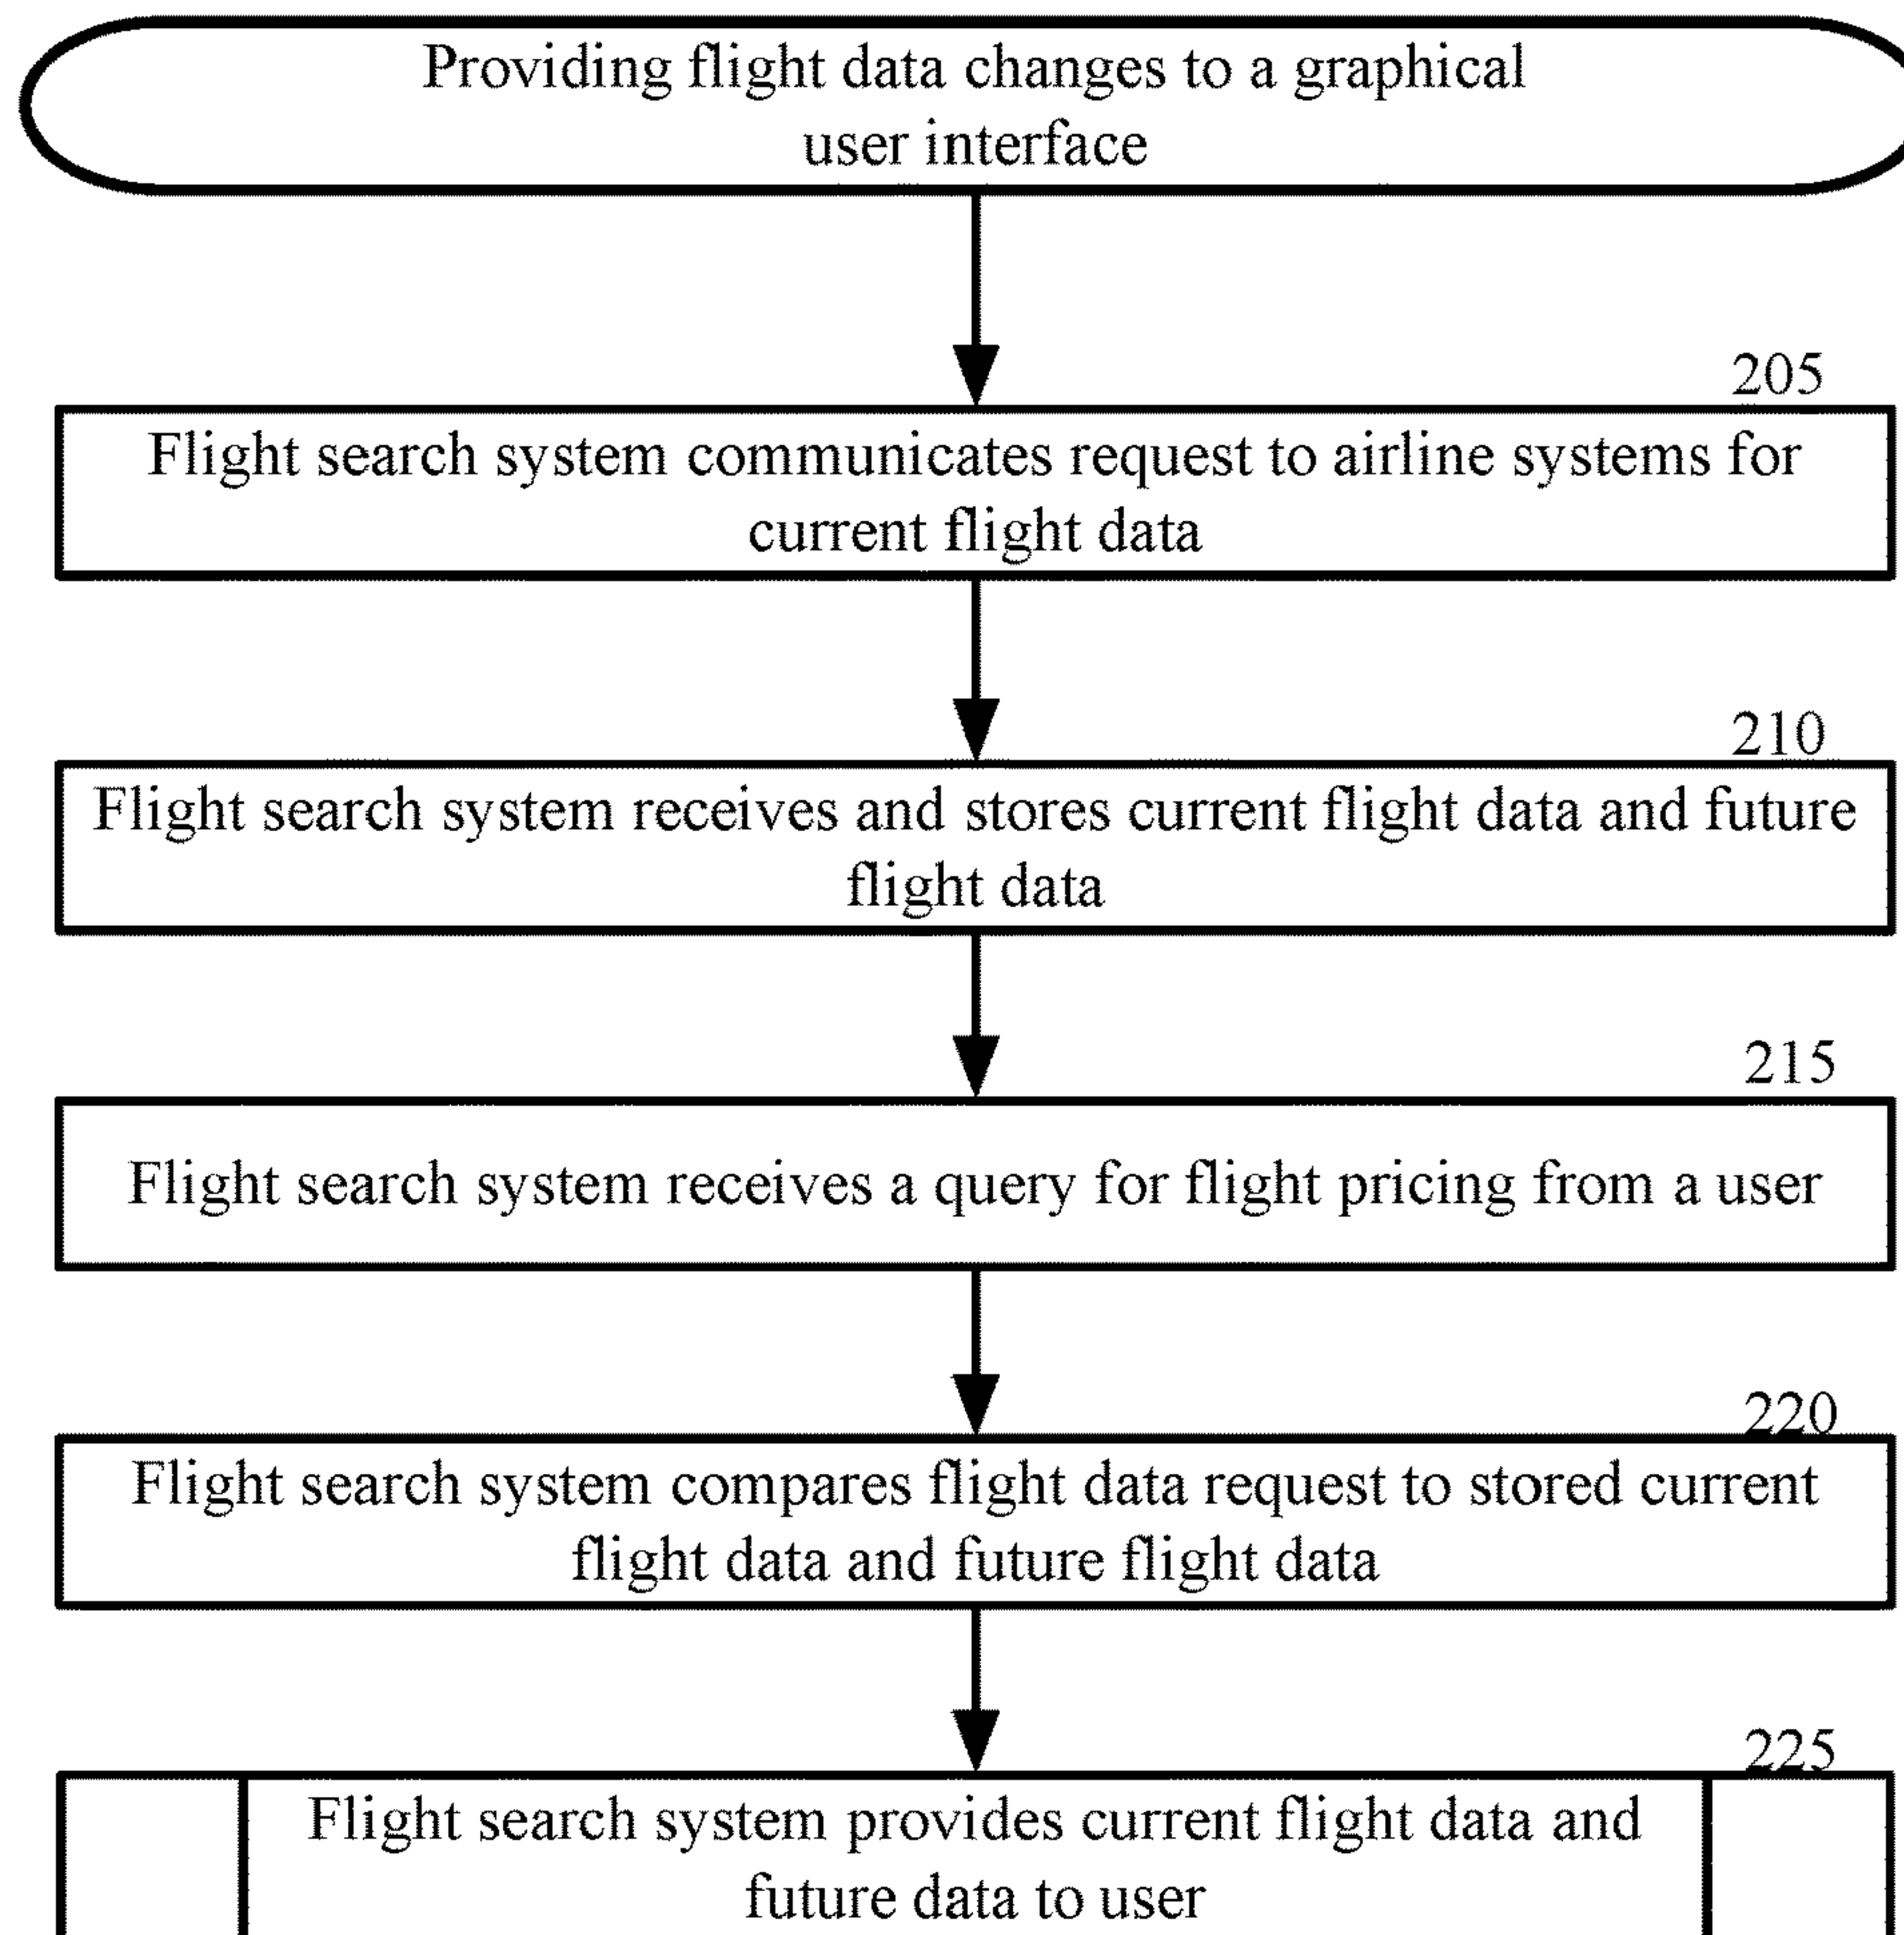 Providing flight data changes to a graphical
user interface
205
Flight search system communicates request to airline systems for
current flight data
210
Flight search system receives and stores current flight data and future
flight data
215
Flight search system receives a query for flight pricing from a user
220
Flight search system compares flight data request to stored current
flight data and future flight data
225
Flight search system provides current flight data and
future data to user